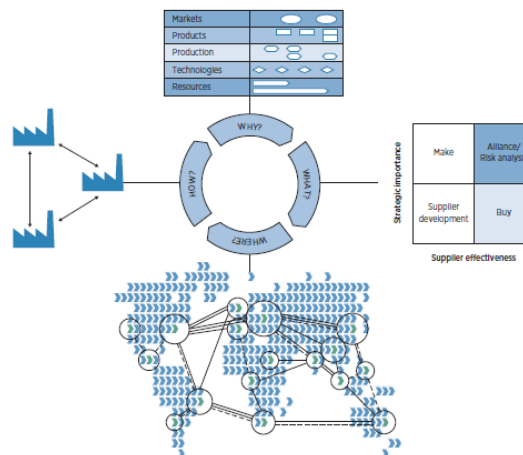 Markets
Products
Production
Technologies
Resources
WHY?
HOW?
WHAT?
WHERE?
Strategic importance
Make
Alliance/
Risk analysis
Supplier
development
Buy
Supplier effectiveness